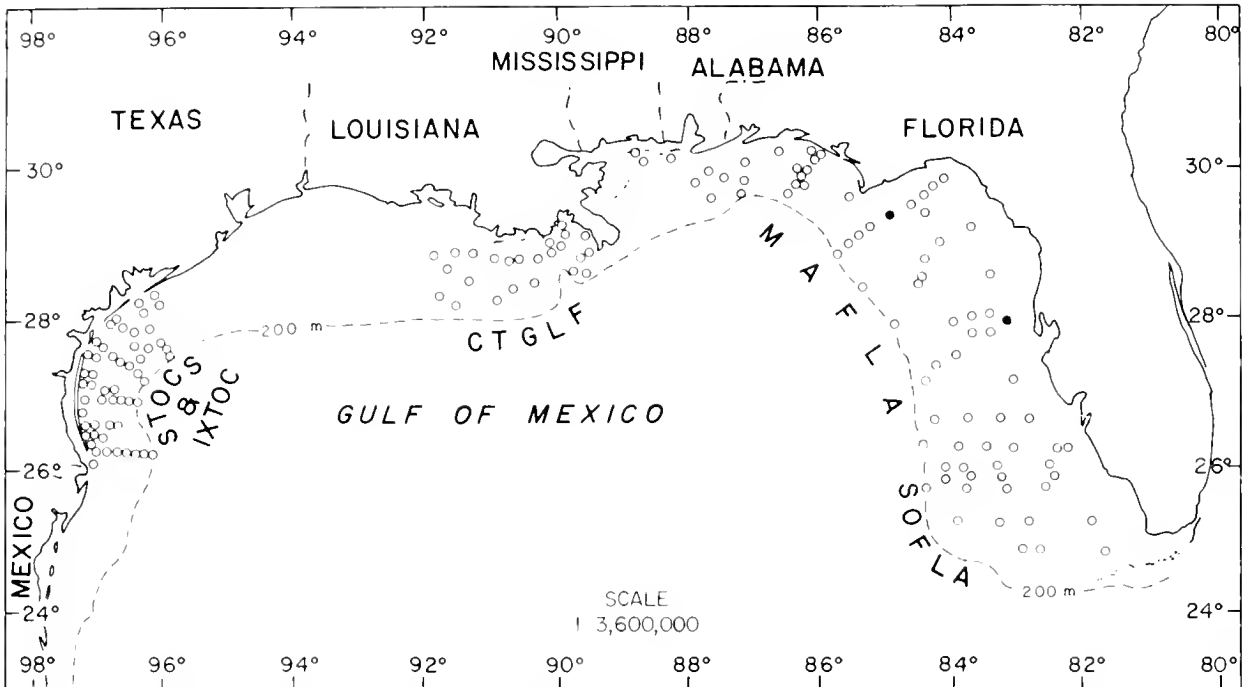 98° 96° 94° 92° 90° 88° 86° 84° 82° 80°
MISSISSIPPI
ALABAMA
TEXAS
LOUISIANA
FLORIDA
30° 30°
MAFLA
28° 28°
200 m
CTGLF
STOCS
&
IXTOC
GULF OF MEXICO
26° 26°
SOFLA
MEXICO
200 m
24° 24°
SCALE
1 3,600,000
98° 96° 94° 92° 90° 88° 86° 84° 82° 80°